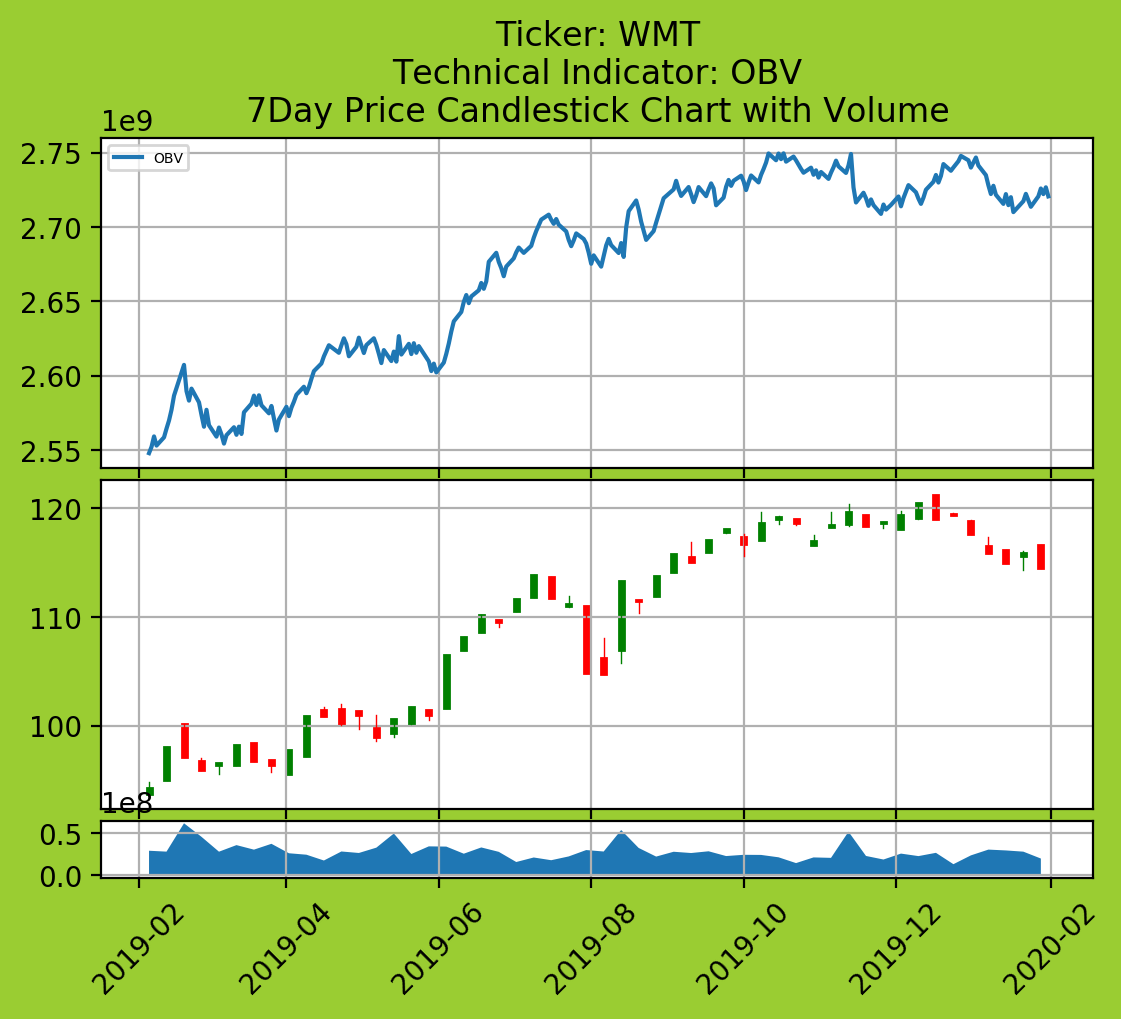 Ticker: WMT
Technical Indicator: OBV
7Day Price Candlestick Chart with Volume
1e9
OBV
2.75
2.70
2.65
2.60
2.55
120
110
100
1e8
0.5
0.0
2019-02
2019-04
2019-06
2019-08
2019-10
2019-12
2020-02